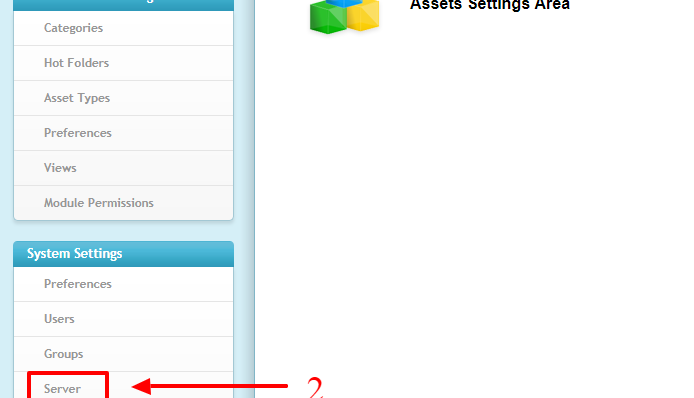 Assets Settings Area
Categories
Hot Folders
Asset Types
Preferences
Views
Module Permissions
System Settings
Preferences
Users
Groups
Server
2